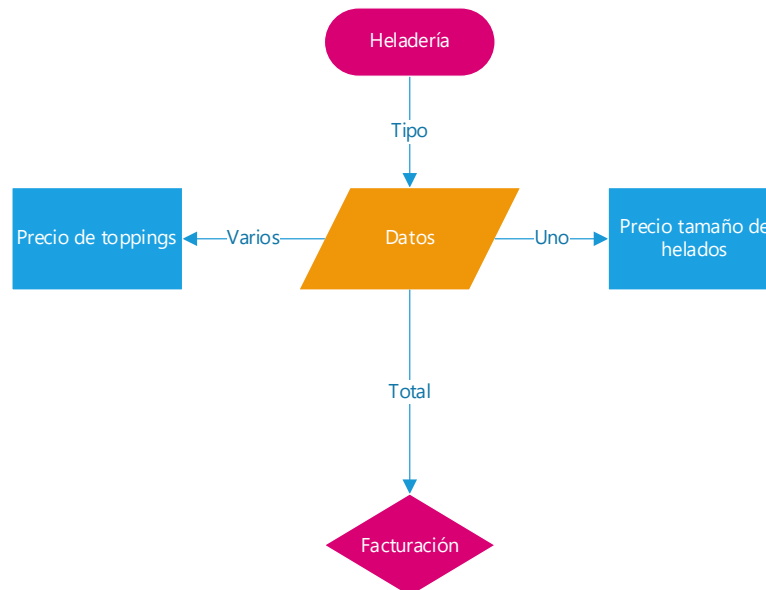 Heladería
Tipo
Precio de toppings
Varios
Datos
Uno
Precio tamaño de
helados
Total
Facturación